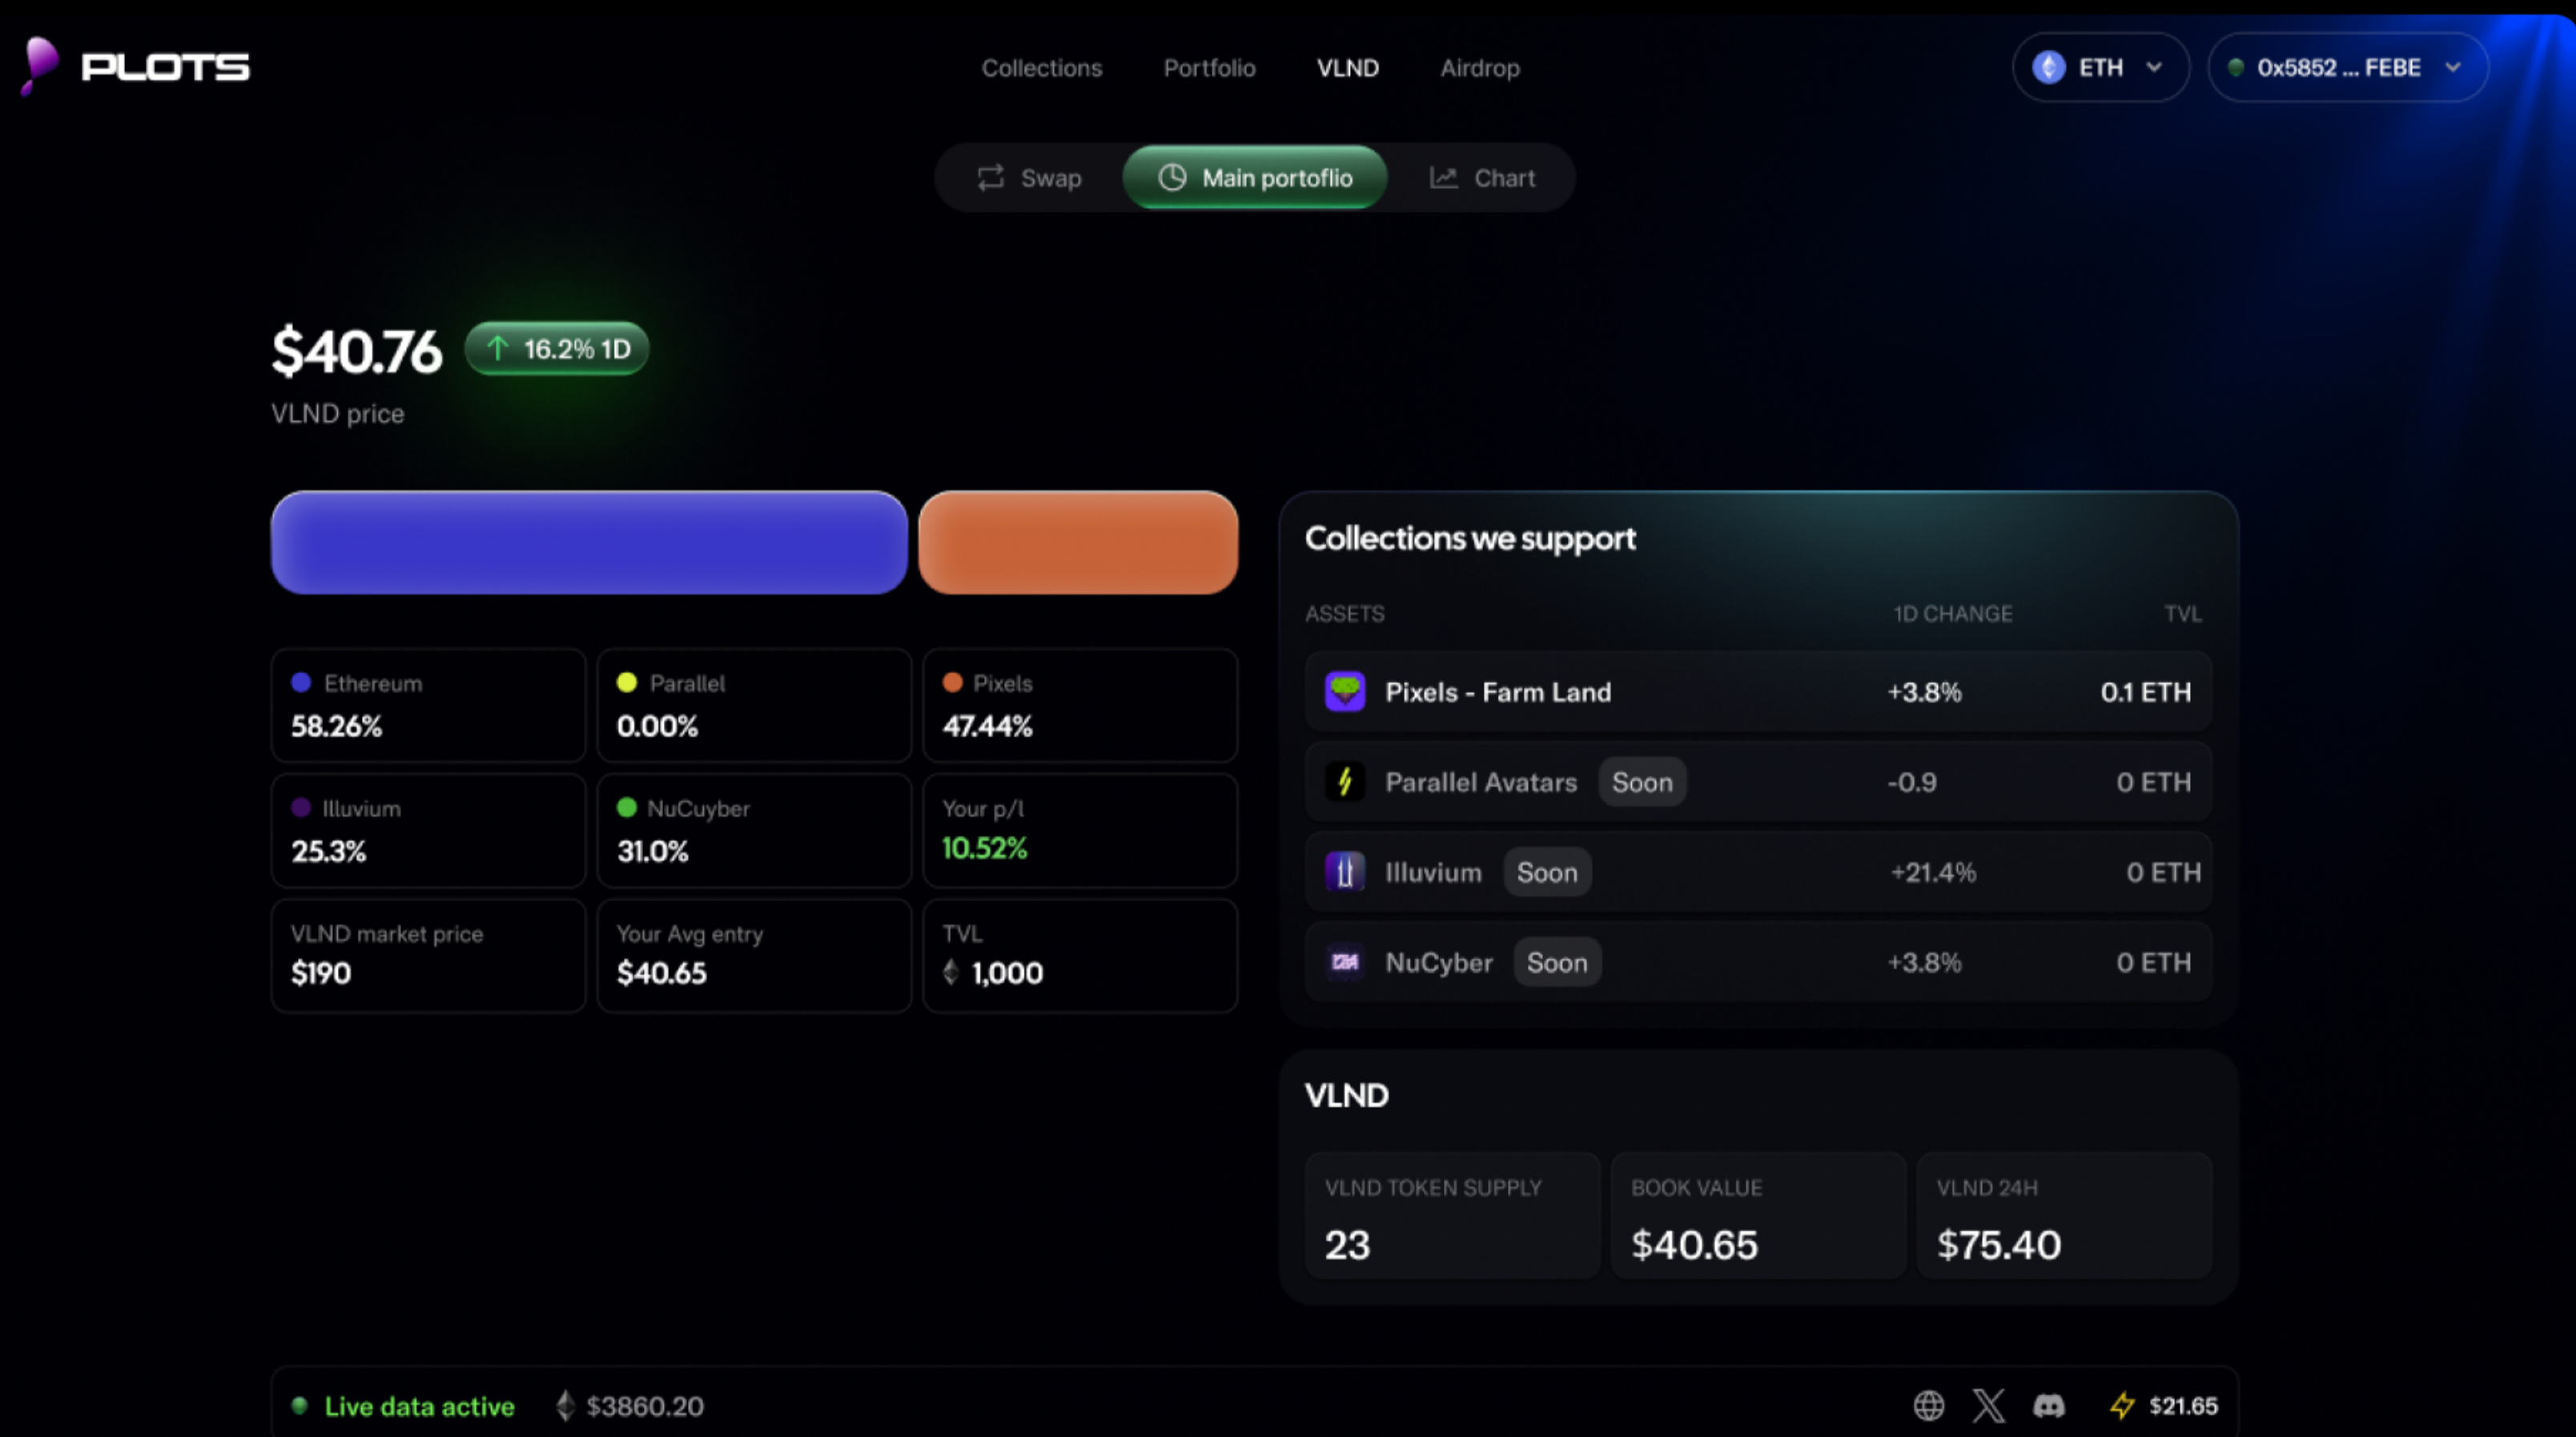 PLOTS
Collections Portfolio VLND Airdrop
ETH
0x5852 ... FEBE
Swap
Main portoflio
Chart
$40.76
16.2% 1D
VLND price
Ethereum
58.26%
Parallel
0.00%
Pixels
47.44%
Illuvium
25.3%
NuCuyber
31.0%
Your p/l
10.52%
VLND market price
$190
Your Avg entry
$40.65
TVL
1,000
Collections we support
ASSETS 1D CHANGE TVL
Pixels - Farm Land +3.8% 0.1 ETH
Parallel Avatars Soon -0.9 0 ETH
Illuvium Soon +21.4% 0 ETH
NuCyber Soon +3.8% 0 ETH
VLND
VLND TOKEN SUPPLY
23
BOOK VALUE
$40.65
VLND 24H
$75.40
Live data active
$3860.20
$21.65